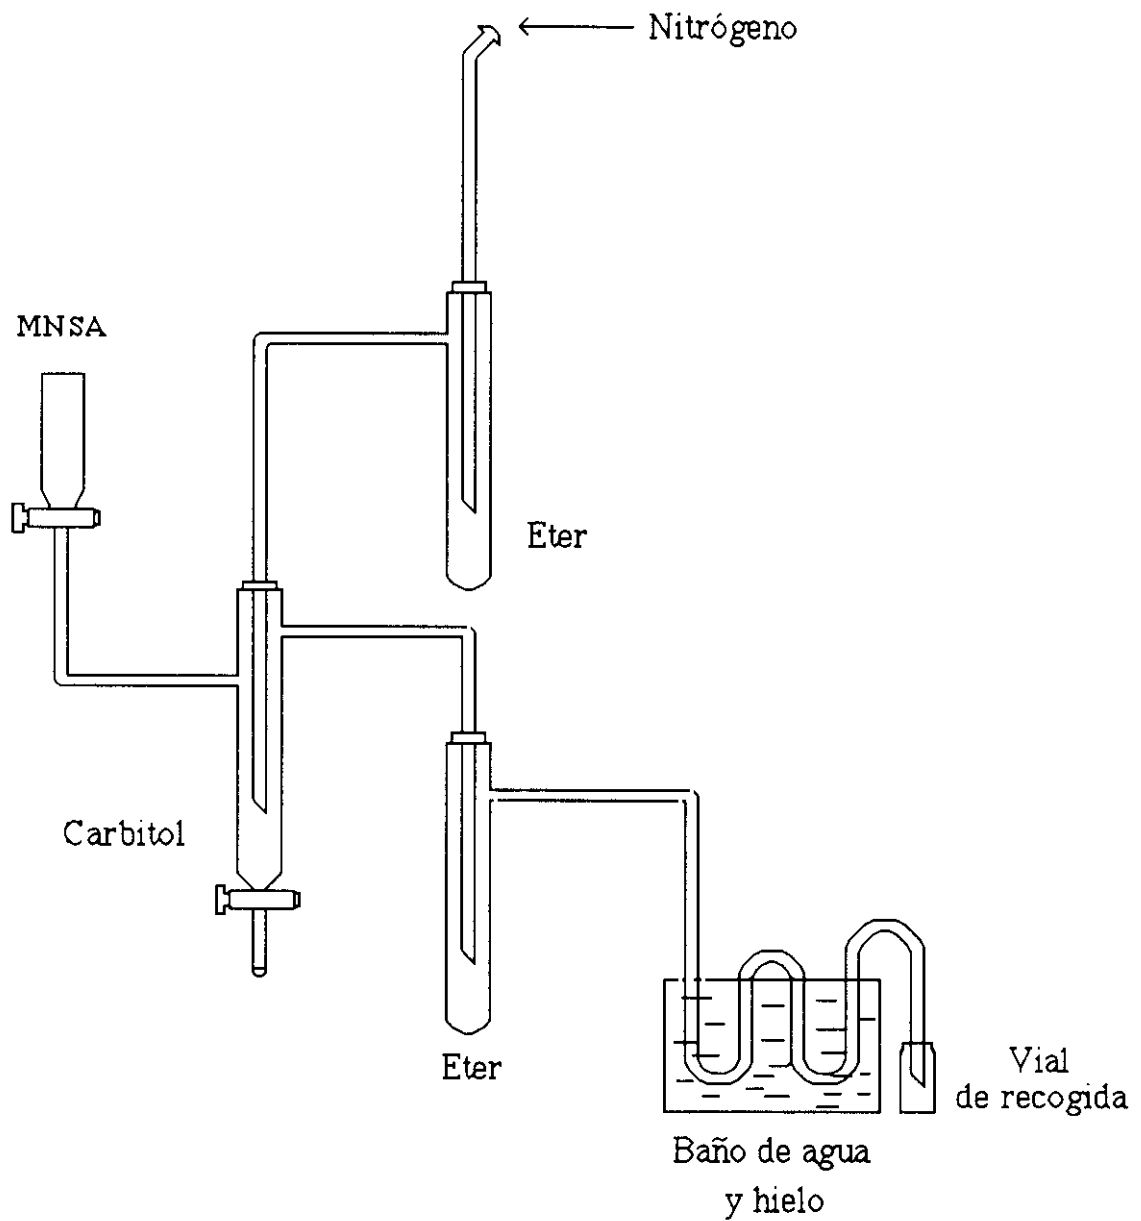 Nitrógeno
MNSA
Eter
Carbitol
Eter
Vial
de recogida
Baño de agua
y hielo